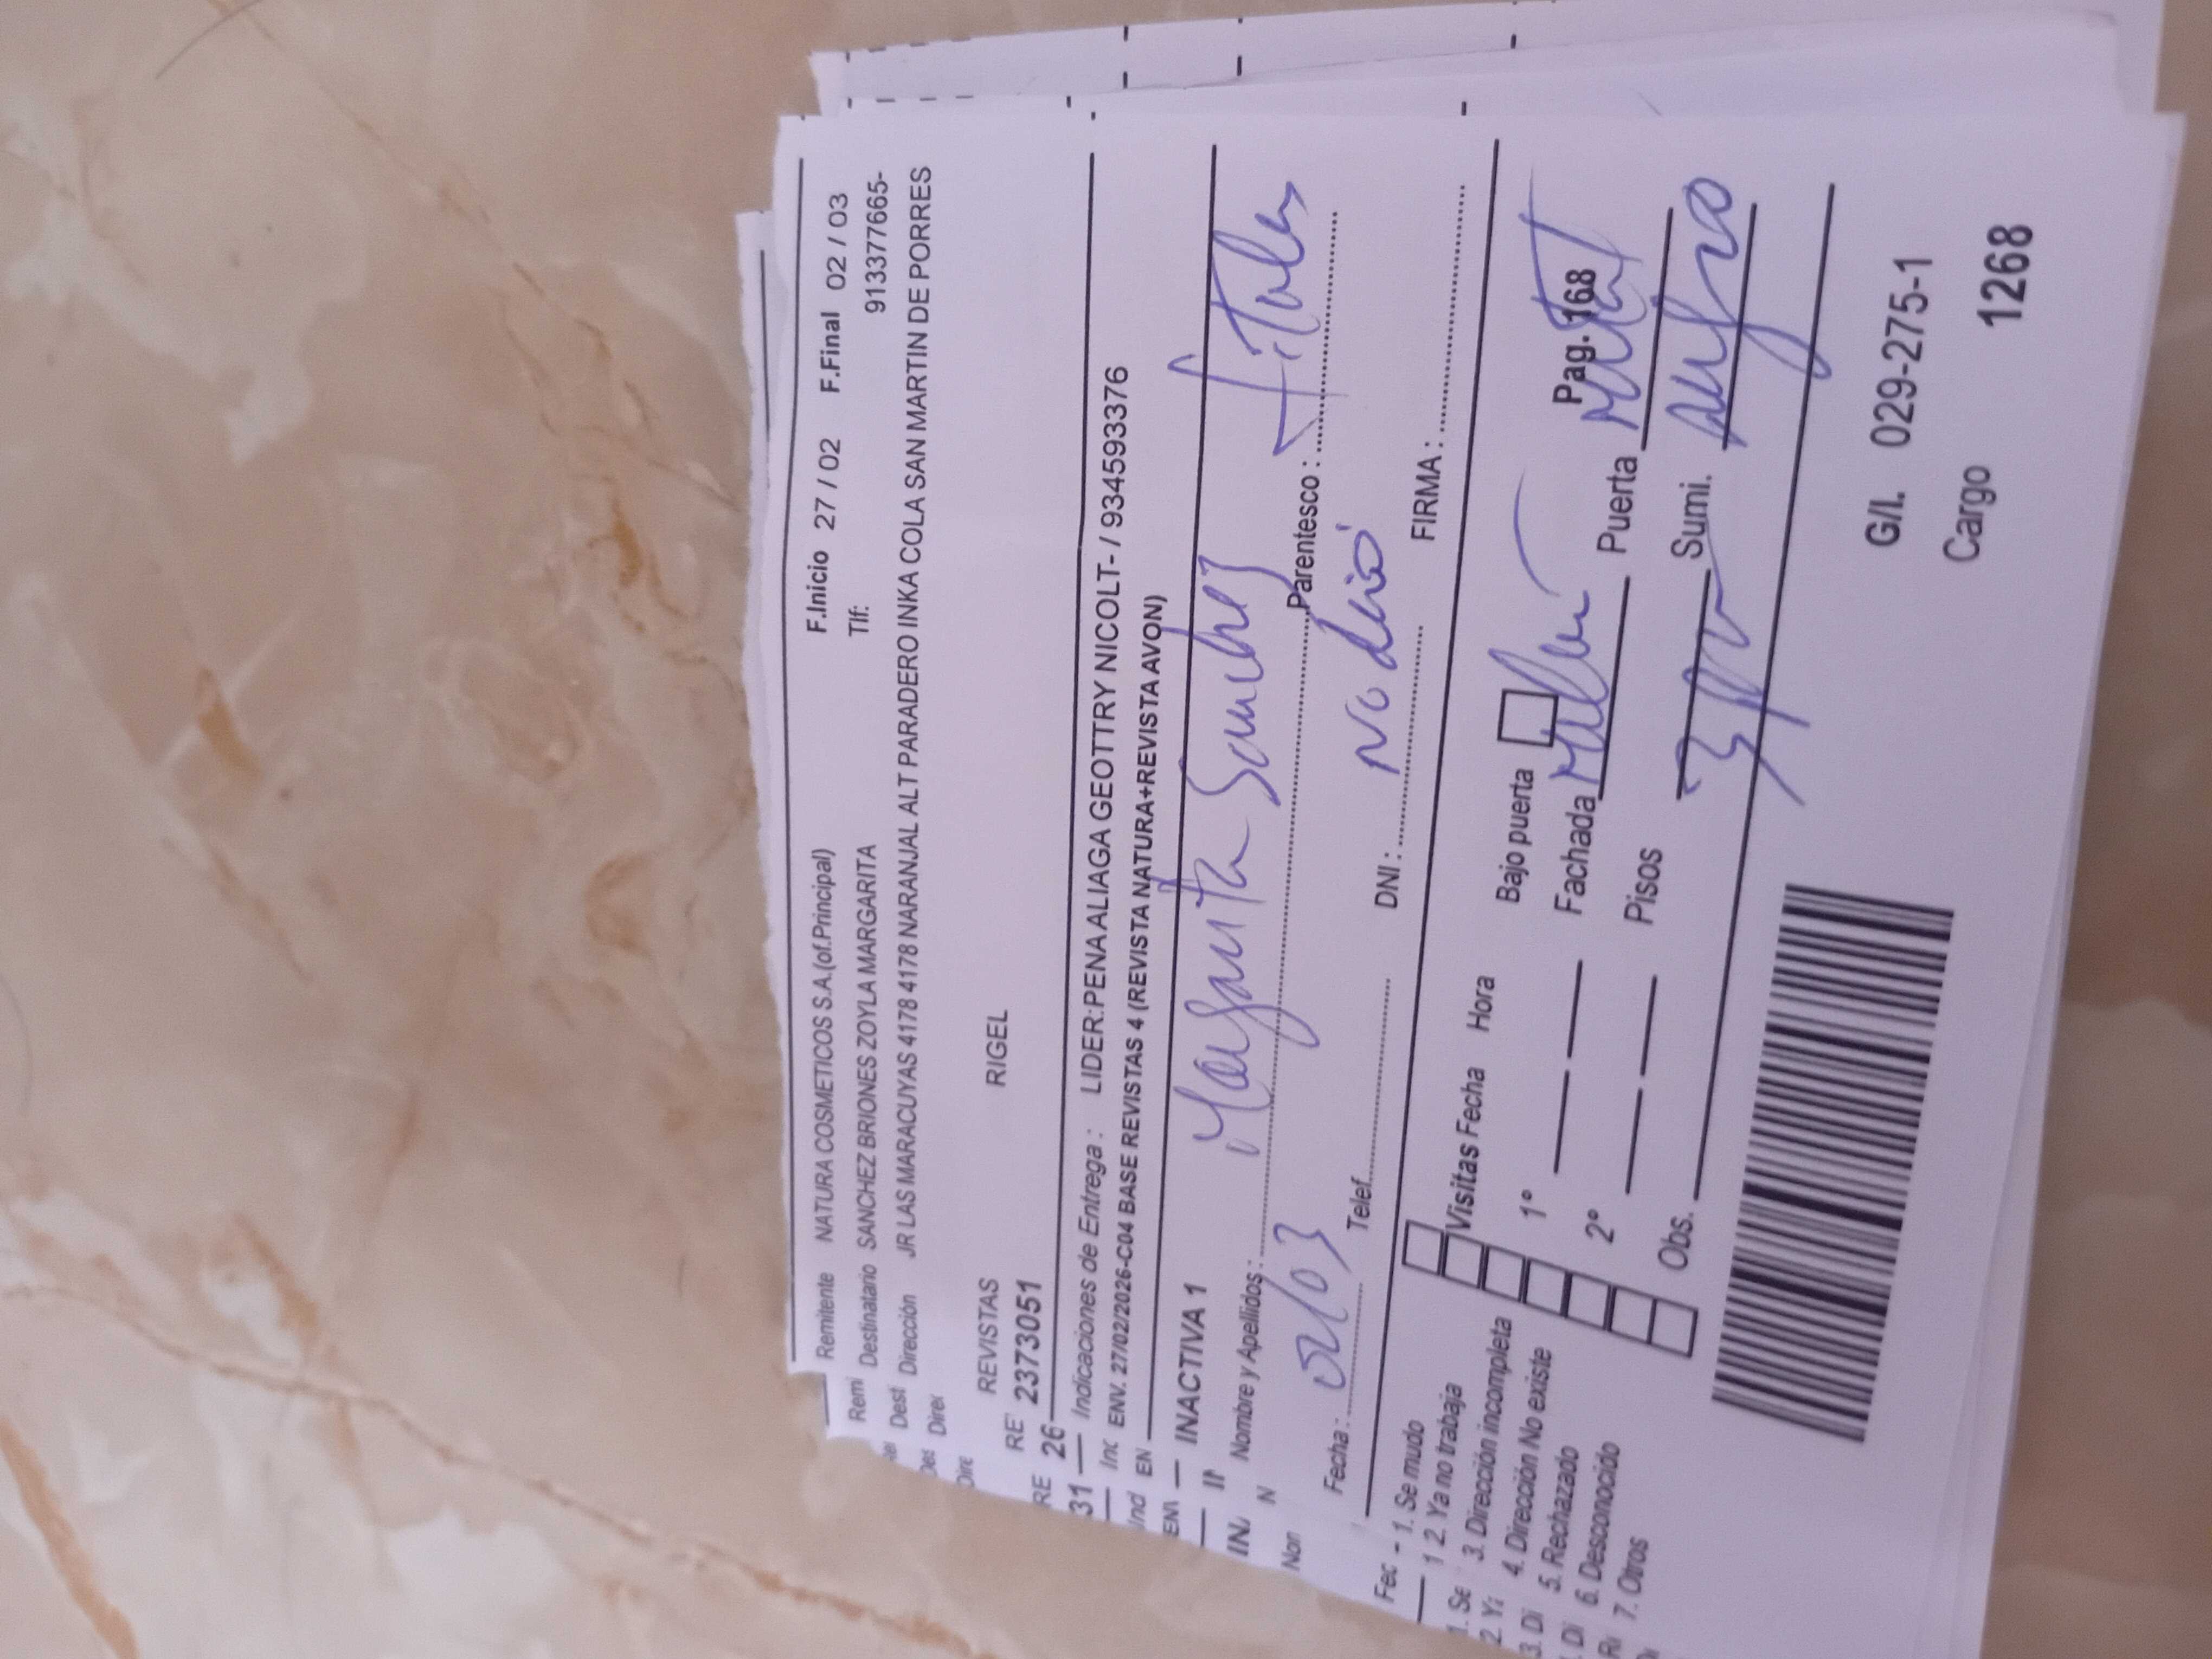 Remitente NATURA COSMETICOS S.A.(of.Principal) F.Inicio 27 / 02 F.Final 02 / 03
Destinatario SANCHEZ BRIONES ZOYLA MARGARITA Tlf: 913377665-
Dirección JR LAS MARACUYAS 4178 4178 NARANJAL ALT PARADERO INKA COLA SAN MARTIN DE PORRES
REVISTAS RIGEL
2373051
Indicaciones de Entrega : LIDER:PENA ALIAGA GEOTTRY NICOLT- / 934593376
ENV. 27/02/2026-C04 BASE REVISTAS 4 (REVISTA NATURA+REVISTA AVON)
INACTIVA 1
Nombre y Apellidos : Margarita Sanchez Parentesco : Titular
Fecha : 02/03 Telef. DNI : No deseó FIRMA :
1. Se mudo
2. Ya no trabaja
3. Dirección incompleta
4. Dirección No existe
5. Rechazado
6. Desconocido
7. Otros
Visitas Fecha Hora
1º
2º
Obs.
Bajo puerta Pag. 168
Fachada Puerta
Pisos 3 Sumi.
G/I. 029-275-1
Cargo 1268